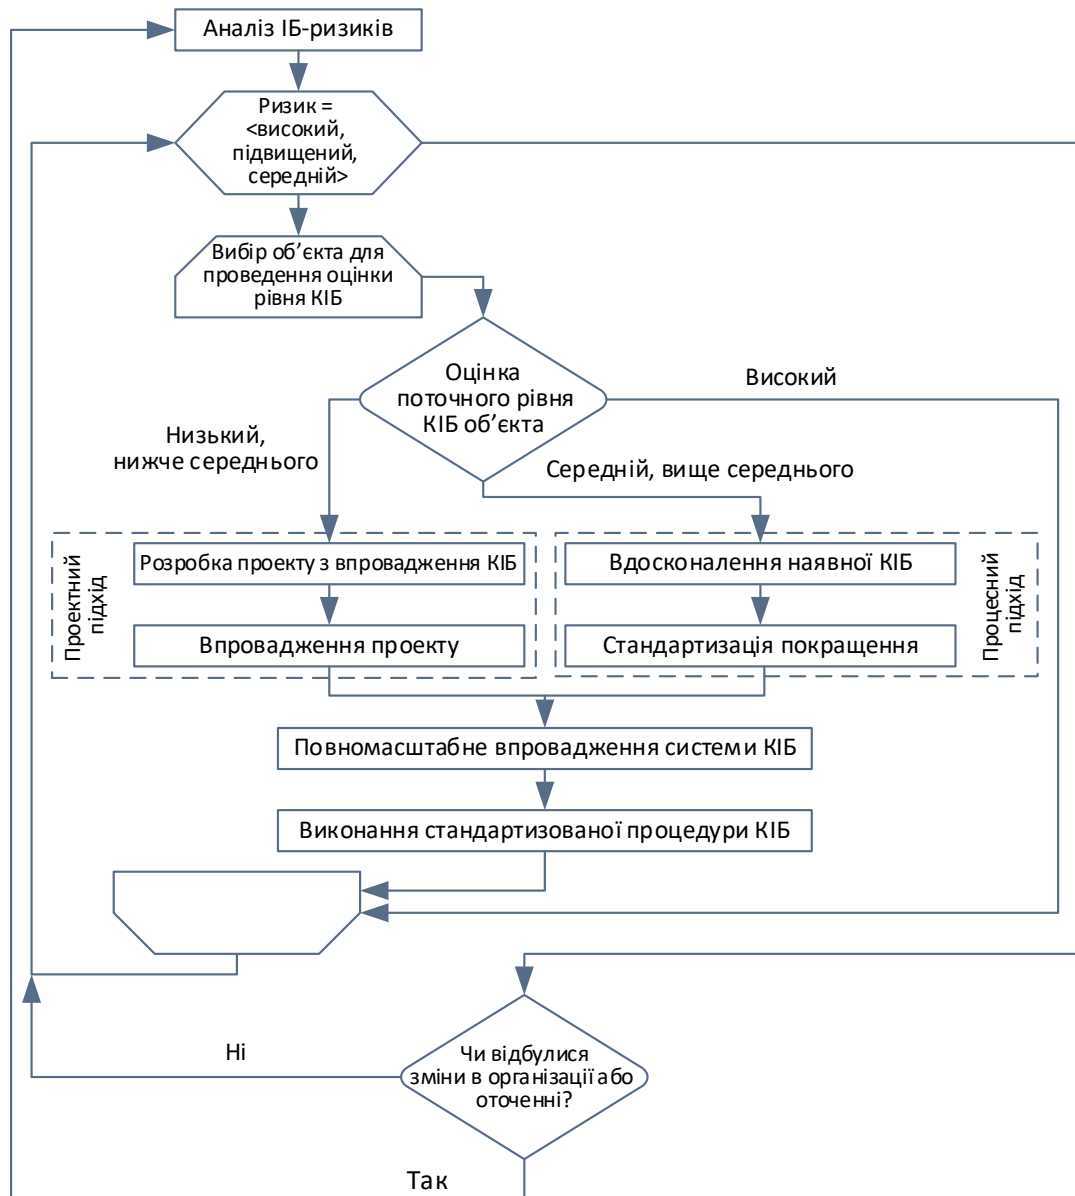 Аналіз ІБ-ризиків
Ризик =
<високий,
підвищений,
середній>
Вибір об’єкта для
проведення оцінки
рівня КІБ
Оцінка
поточного рівня
КІБ об’єкта
Високий
Низький,
нижче середнього
Середній, вище середнього
Проектний
підхід
Розробка проекту з впровадження КІБ
Впровадження проекту
Вдосконалення наявної КІБ
Стандартизація покращення
Процесний
підхід
Повномасштабне впровадження системи КІБ
Виконання стандартизованої процедури КІБ
Ні
Чи відбулися
зміни в організації або
оточенні?
Так